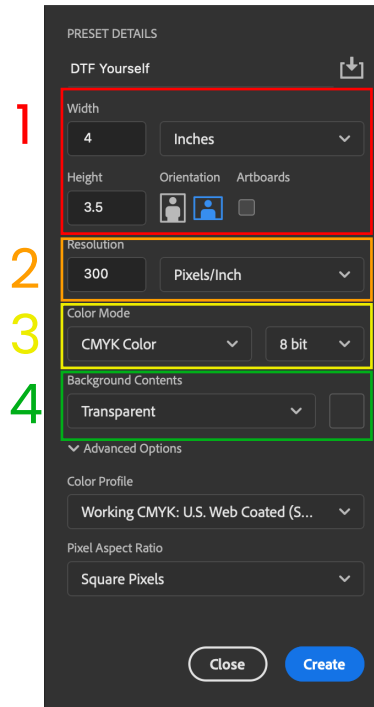 PRESET DETAILS
DTF Yourself
1
Width
4 Inches
Height Orientation Artboards
3.5
2
Resolution
300 Pixels/Inch
3
Color Mode
CMYK Color 8 bit
4
Background Contents
Transparent
Advanced Options
Color Profile
Working CMYK: U.S. Web Coated (S...
Pixel Aspect Ratio
Square Pixels
Close Create